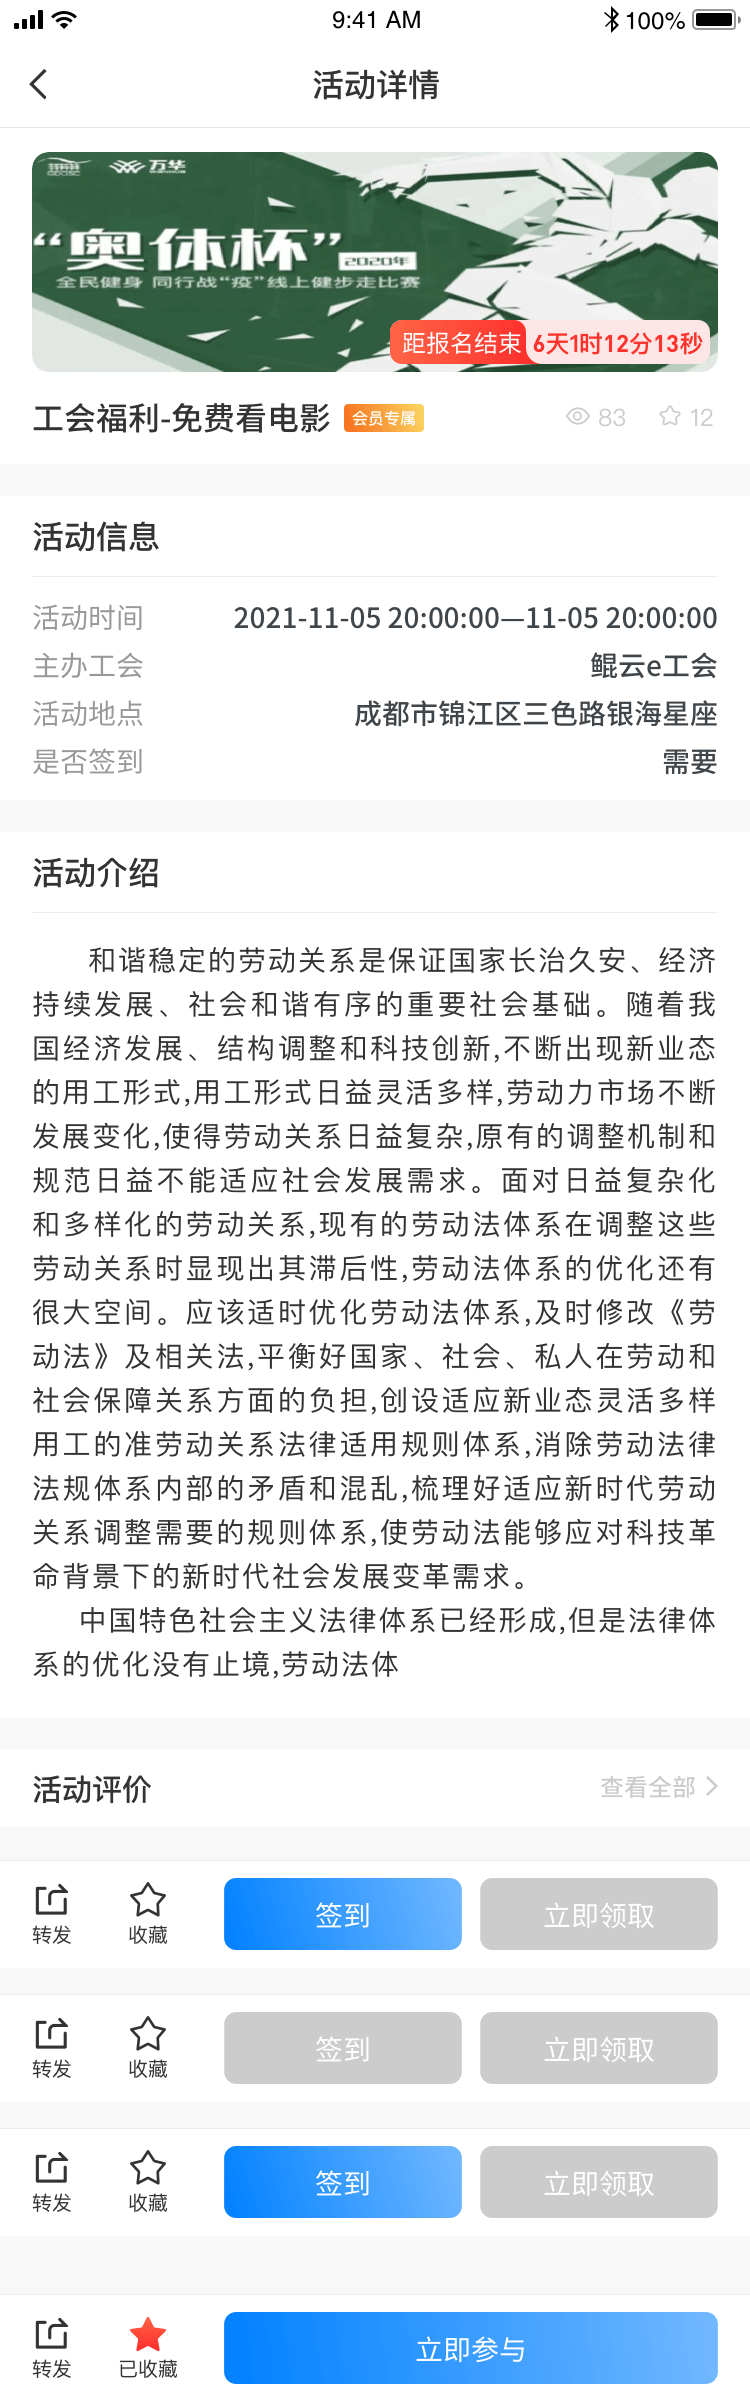 9:41 AM
100%
活动详情
万华
“奥体杯”
2020年
全民健身 同行战“疫”线上健步走比赛
距报名结束 6天1时12分13秒
工会福利-免费看电影 会员专属 83 12
活动信息
活动时间 2021-11-05 20:00:00—11-05 20:00:00
主办工会 鲲云e工会
活动地点 成都市锦江区三色路银海星座
是否签到 需要
活动介绍
和谐稳定的劳动关系是保证国家长治久安、经济
持续发展、社会和谐有序的重要社会基础。随着我
国经济发展、结构调整和科技创新,不断出现新业态
的用工形式,用工形式日益灵活多样,劳动力市场不断
发展变化,使得劳动关系日益复杂,原有的调整机制和
规范日益不能适应社会发展需求。面对日益复杂化
和多样化的劳动关系,现有的劳动法体系在调整这些
劳动关系时显现出其滞后性,劳动法体系的优化还有
很大空间。应该适时优化劳动法体系,及时修改《劳
动法》及相关法,平衡好国家、社会、私人在劳动和
社会保障关系方面的负担,创设适应新业态灵活多样
用工的准劳动关系法律适用规则体系,消除劳动法律
法规体系内部的矛盾和混乱,梳理好适应新时代劳动
关系调整需要的规则体系,使劳动法能够应对科技革
命背景下的新时代社会发展变革需求。
中国特色社会主义法律体系已经形成,但是法律体
系的优化没有止境,劳动法体
活动评价 查看全部
转发 收藏 签到 立即领取
转发 收藏 签到 立即领取
转发 收藏 签到 立即领取
转发 已收藏 立即参与